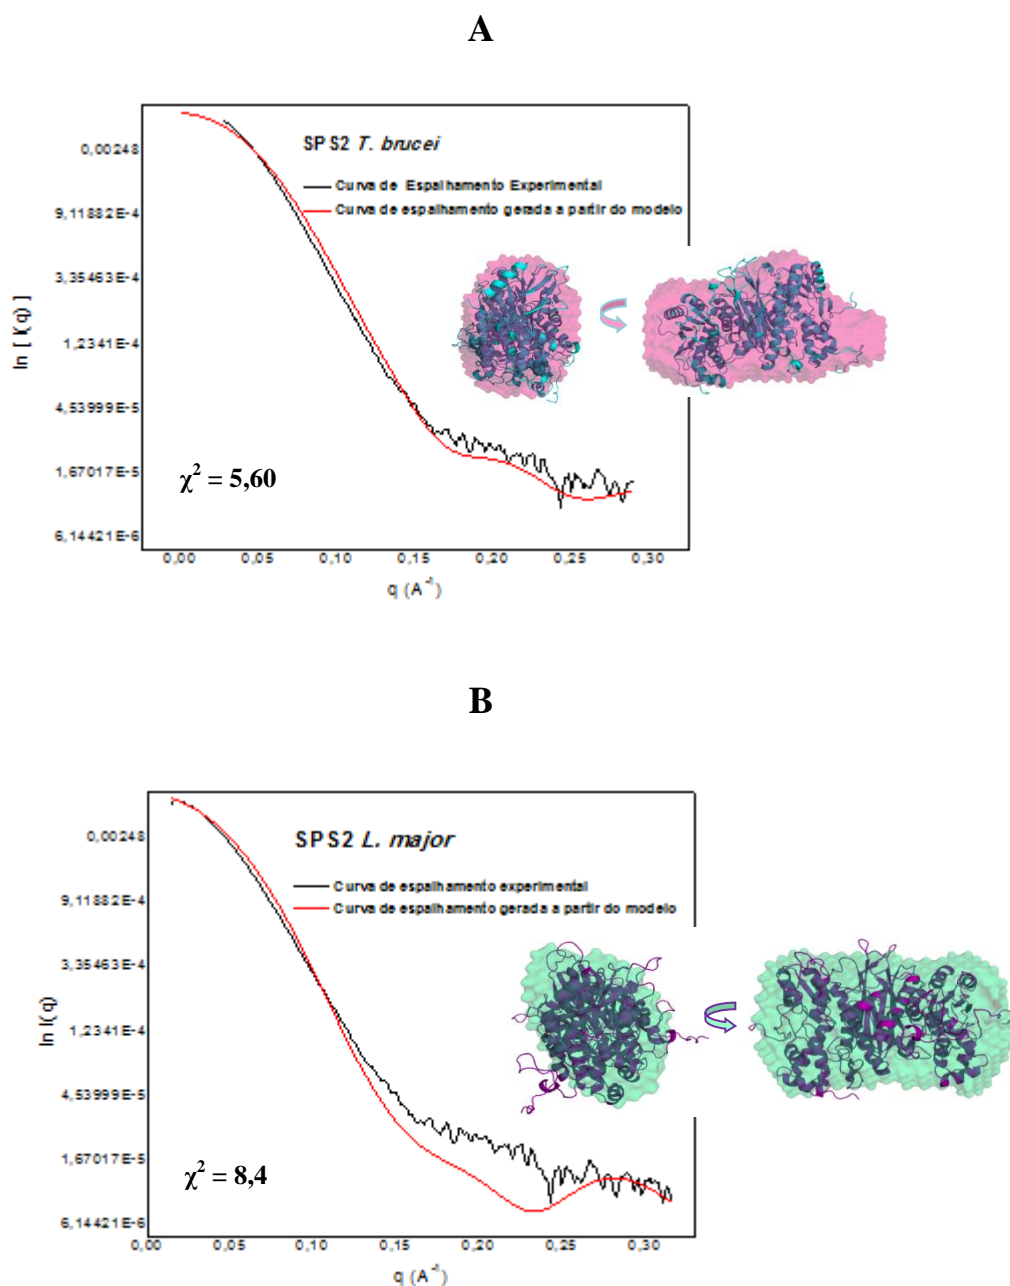 A
SPS2 T. brucei
Curva de Espalhamento Experimental
Curva de espalhamento gerada a partir do modelo
0,00248
9,11882E-4
3,35463E-4
1,2341E-4
4,53999E-5
1,67017E-5
6,14421E-6
ln [ I(q) ]
χ² = 5,60
0,00 0,05 0,10 0,15 0,20 0,25 0,30
q (A⁻¹)
B
SPS2 L. major
Curva de espalhamento experimental
Curva de espalhamento gerada a partir do modelo
0,00248
9,11882E-4
3,35463E-4
1,2341E-4
4,53999E-5
1,67017E-5
6,14421E-6
ln I(q)
χ² = 8,4
0,00 0,05 0,10 0,15 0,20 0,25 0,30
q (A⁻¹)